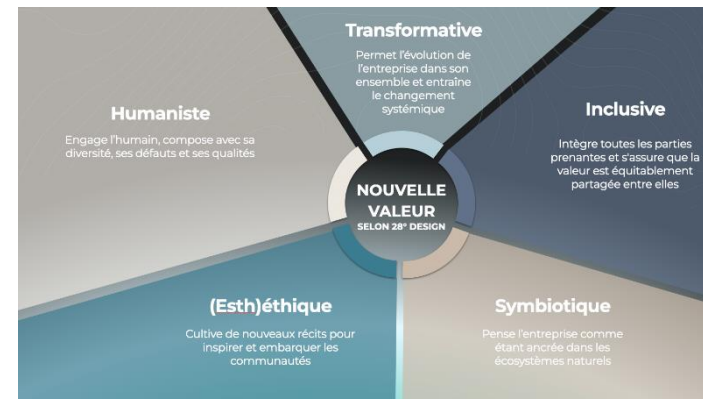 Transformative
Permet l'évolution de
l'entreprise dans son
ensemble et entraîne
le changement
systémique
Humaniste
Engage l'humain, compose avec sa
diversité, ses défauts et ses qualités
Inclusive
Intègre toutes les parties
prenantes et s'assure que la
valeur est équitablement
partagée entre elles
NOUVELLE
VALEUR
SELON 28° DESIGN
(Esth)éthique
Cultive de nouveaux récits pour
inspirer et embarquer les
communautés
Symbiotique
Pense l'entreprise comme
étant ancrée dans les
écosystèmes naturels